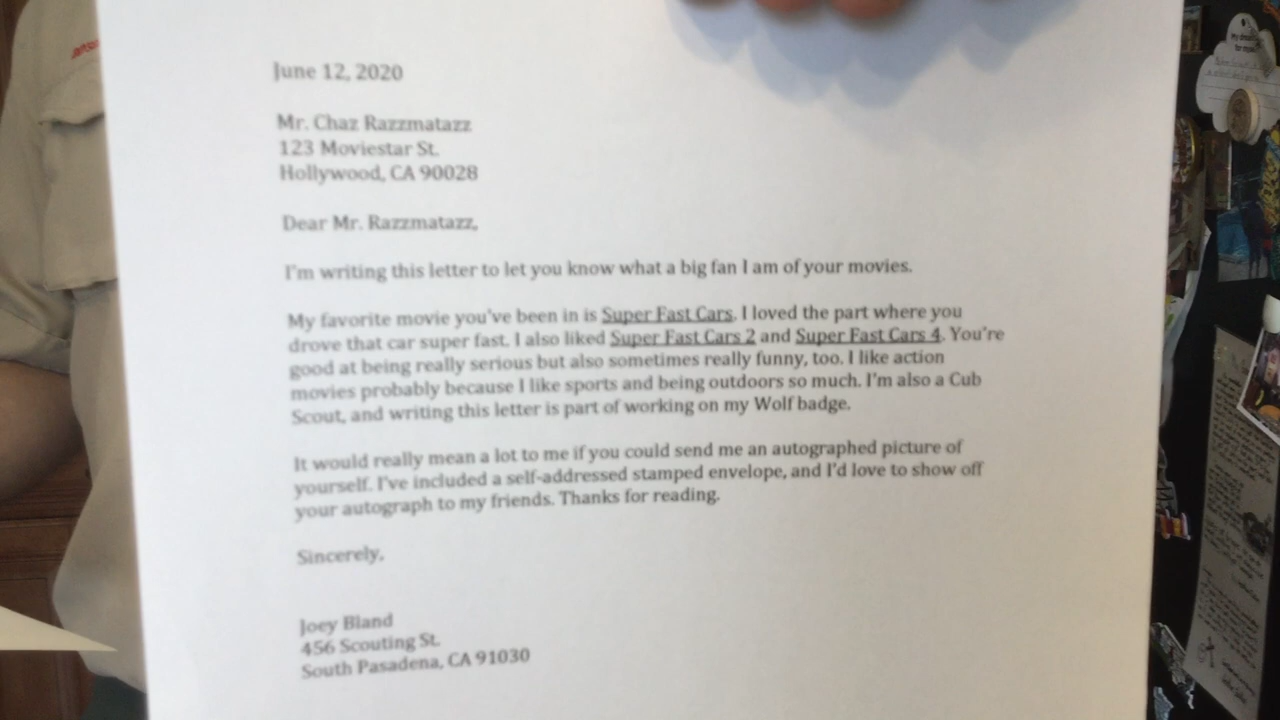 June 12, 2020
Mr. Chaz Razzmatazz
123 Moviestar St.
Hollywood, CA 90028
Dear Mr. Razzmatazz,
I'm writing this letter to let you know what a big fan I am of your movies.
My favorite movie you've been in is Super Fast Cars. I loved the part where you
drove that car super fast. I also liked Super Fast Cars 2 and Super Fast Cars 4. You're
good at being really serious but also sometimes really funny, too. I like action
movies probably because I like sports and being outdoors so much. I'm also a Cub
Scout, and writing this letter is part of working on my Wolf badge.
It would really mean a lot to me if you could send me an autographed picture of
yourself. I've included a self-addressed stamped envelope, and I'd love to show off
your autograph to my friends. Thanks for reading.
Sincerely,
Joey Bland
456 Scouting St.
South Pasadena, CA 91030